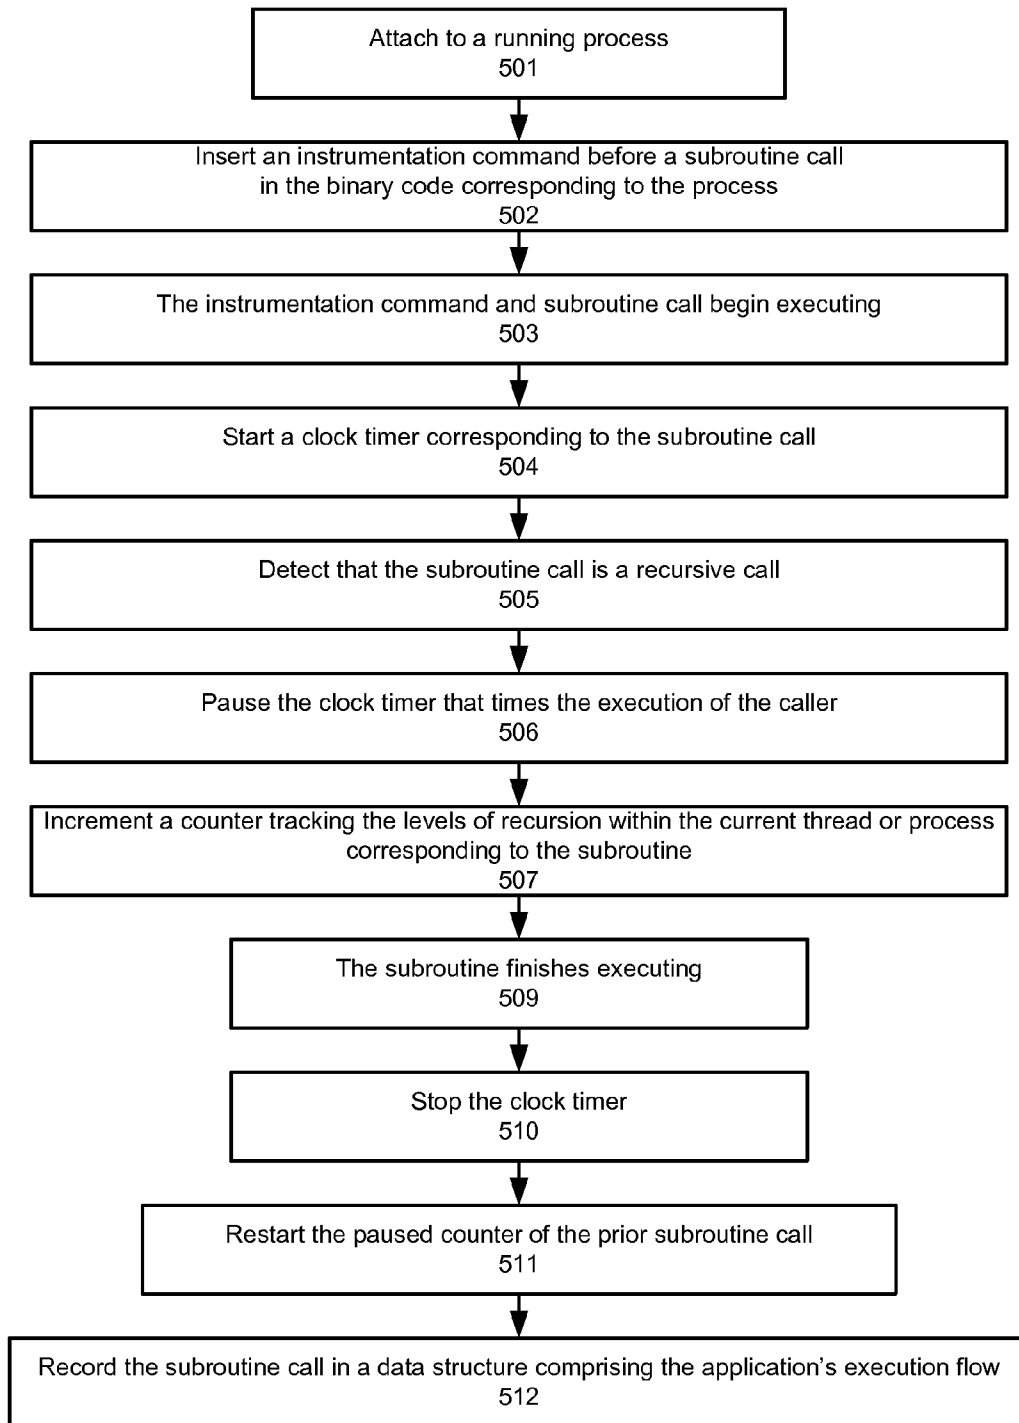 Attach to a running process
501
Insert an instrumentation command before a subroutine call
in the binary code corresponding to the process
502
The instrumentation command and subroutine call begin executing
503
Start a clock timer corresponding to the subroutine call
504
Detect that the subroutine call is a recursive call
505
Pause the clock timer that times the execution of the caller
506
Increment a counter tracking the levels of recursion within the current thread or process
corresponding to the subroutine
507
The subroutine finishes executing
509
Stop the clock timer
510
Restart the paused counter of the prior subroutine call
511
Record the subroutine call in a data structure comprising the application’s execution flow
512